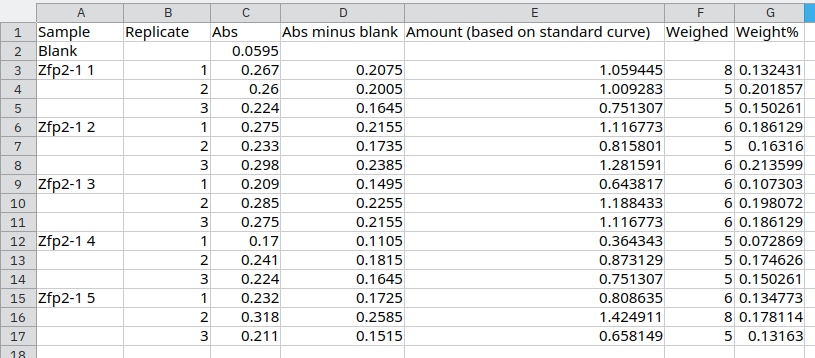 A B C D E F G
1 Sample Replicate Abs Abs minus blank Amount (based on standard curve) Weighed Weight%
2 Blank 0.0595
3 Zfp2-1 1 1 0.267 0.2075 1.059445 8 0.132431
4 2 0.26 0.2005 1.009283 5 0.201857
5 3 0.224 0.1645 0.751307 5 0.150261
6 Zfp2-1 2 1 0.275 0.2155 1.116773 6 0.186129
7 2 0.233 0.1735 0.815801 5 0.16316
8 3 0.298 0.2385 1.281591 6 0.213599
9 Zfp2-1 3 1 0.209 0.1495 0.643817 6 0.107303
10 2 0.285 0.2255 1.188433 6 0.198072
11 3 0.275 0.2155 1.116773 6 0.186129
12 Zfp2-1 4 1 0.17 0.1105 0.364343 5 0.072869
13 2 0.241 0.1815 0.873129 5 0.174626
14 3 0.224 0.1645 0.751307 5 0.150261
15 Zfp2-1 5 1 0.232 0.1725 0.808635 6 0.134773
16 2 0.318 0.2585 1.424911 8 0.178114
17 3 0.211 0.1515 0.658149 5 0.13163
18